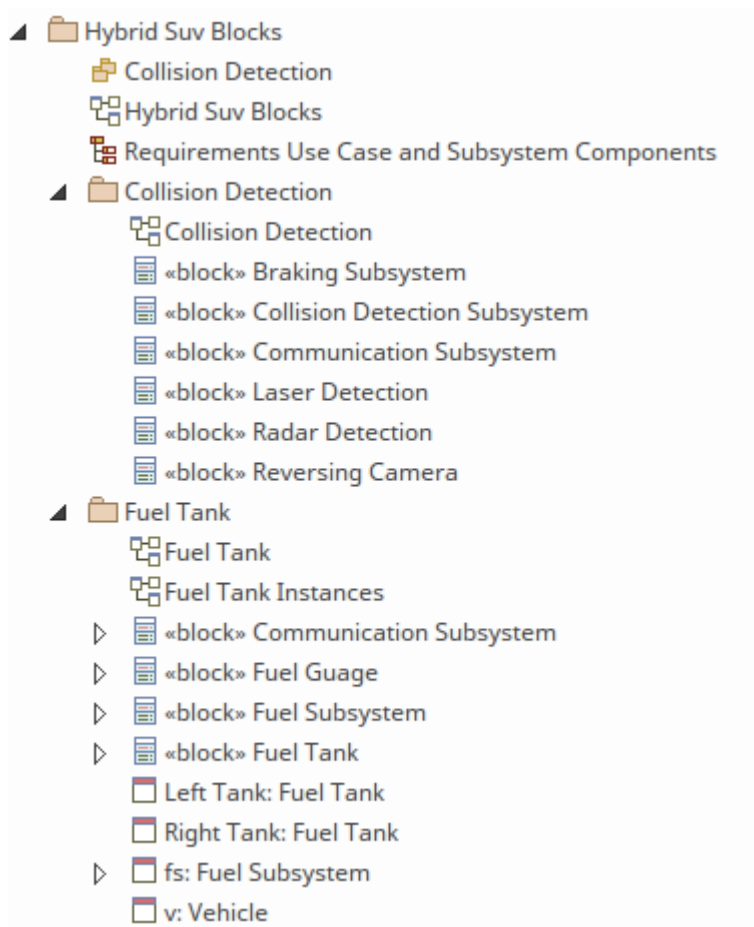 Hybrid Suv Blocks
Collision Detection
Hybrid Suv Blocks
Requirements Use Case and Subsystem Components
Collision Detection
Collision Detection
«block» Braking Subsystem
«block» Collision Detection Subsystem
«block» Communication Subsystem
«block» Laser Detection
«block» Radar Detection
«block» Reversing Camera
Fuel Tank
Fuel Tank
Fuel Tank Instances
«block» Communication Subsystem
«block» Fuel Guage
«block» Fuel Subsystem
«block» Fuel Tank
Left Tank: Fuel Tank
Right Tank: Fuel Tank
fs: Fuel Subsystem
v: Vehicle